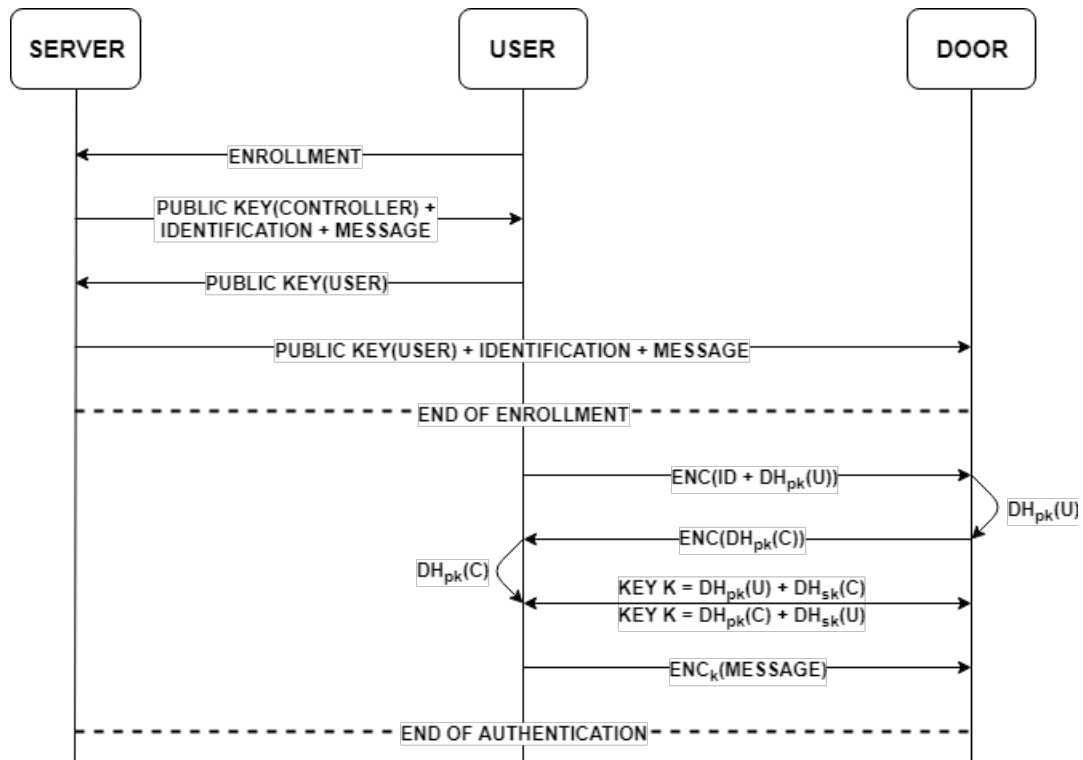 SERVER
USER
DOOR
ENROLLMENT
PUBLIC KEY(CONTROLLER) +
IDENTIFICATION + MESSAGE
PUBLIC KEY(USER)
PUBLIC KEY(USER) + IDENTIFICATION + MESSAGE
END OF ENROLLMENT
ENC(ID + DHpk(U))
DHpk(U)
ENC(DHpk(C))
DHpk(C)
KEY K = DHpk(U) + DHsk(C)
KEY K = DHpk(C) + DHsk(U)
ENCk(MESSAGE)
END OF AUTHENTICATION